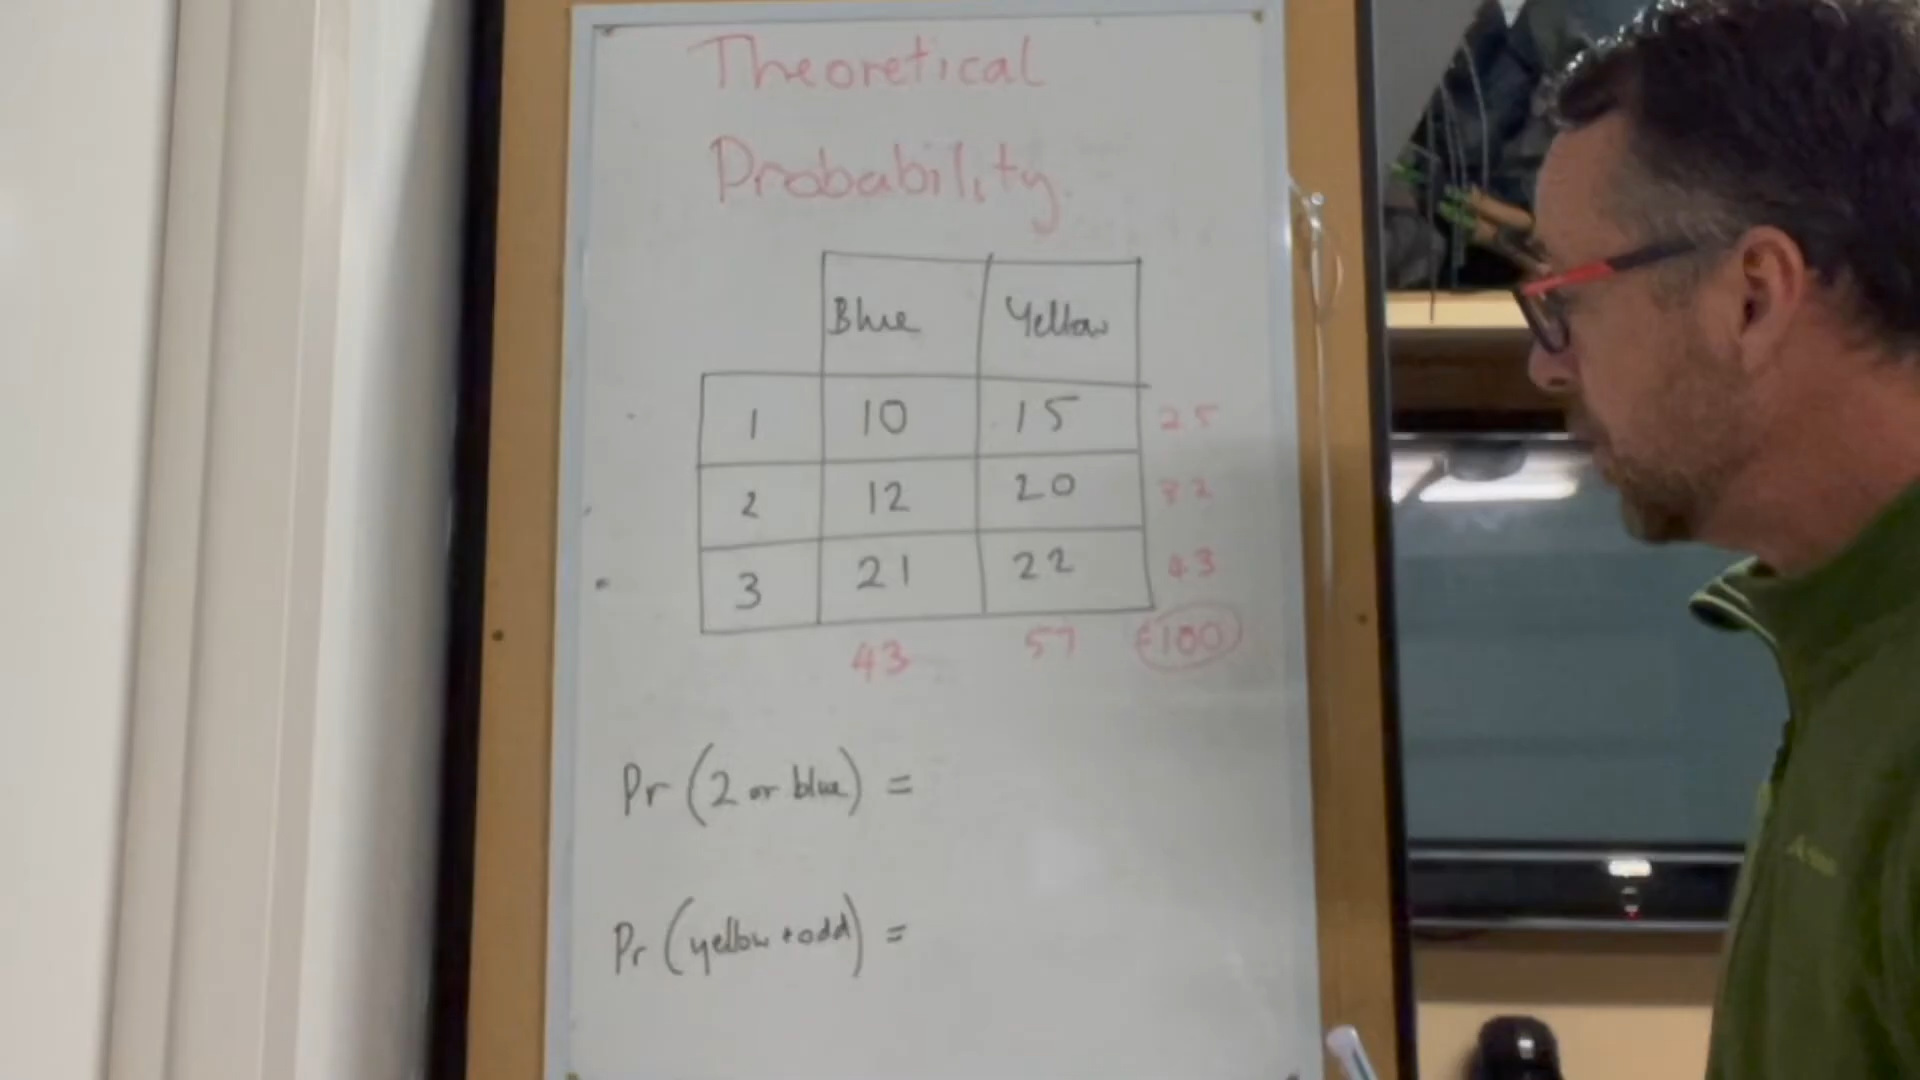 Theoretical
Probability
Blue Yellow
1 10 15 25
2 12 20 32
3 21 22 43
43 57 =100
Pr (2 or blue) =
Pr (yellow + odd) =